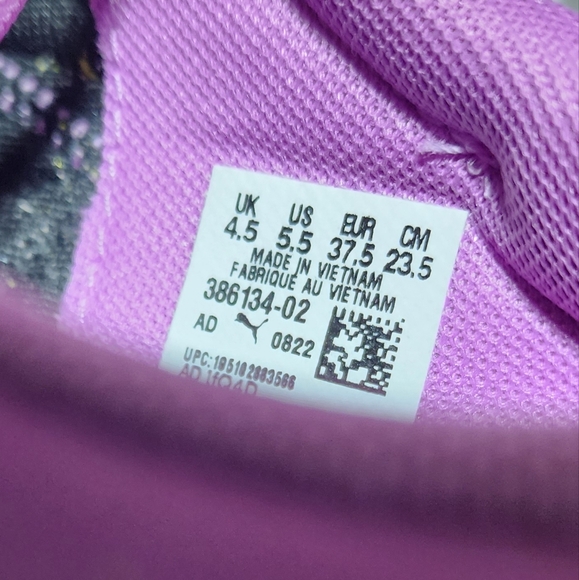 UK US EUR CM
4.5 5.5 37.5 23.5
MADE IN VIETNAM
FABRIQUE AU VIETNAM
386134-02
AD 0822